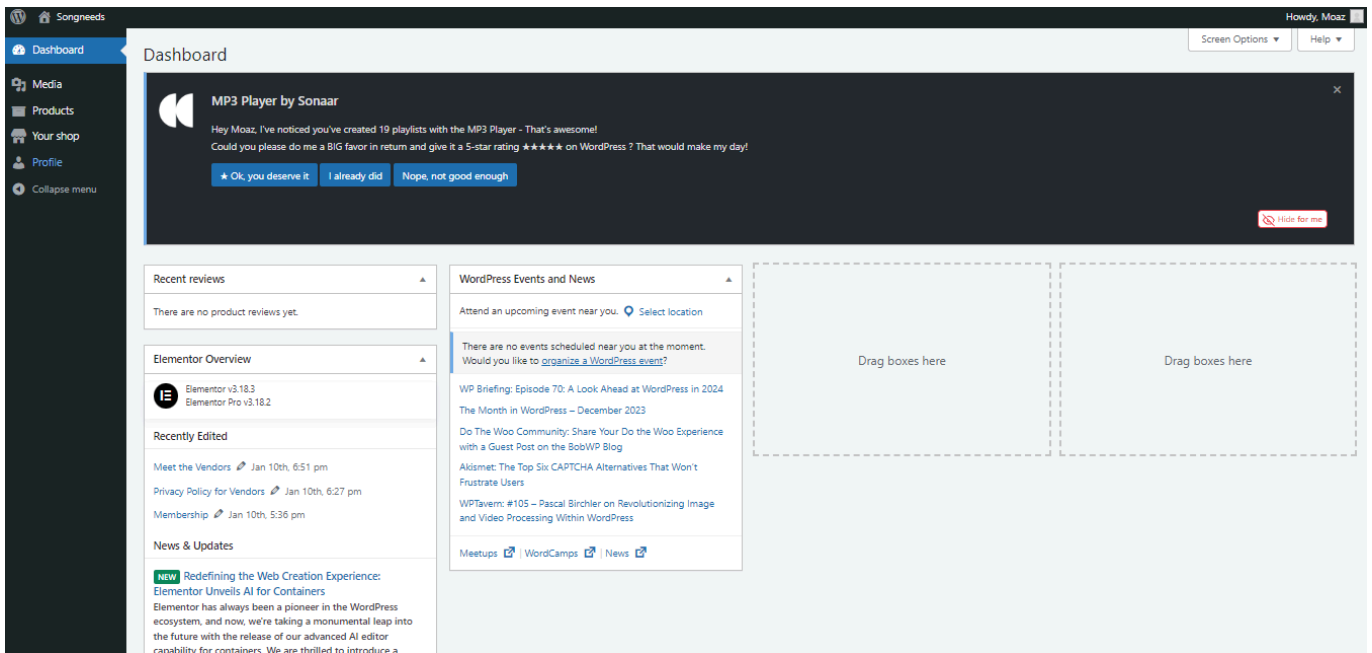 Songneeds
Howdy, Moaz
Dashboard
Media
Products
Your shop
Profile
Collapse menu
Screen Options ▼
Help ▼
Dashboard
MP3 Player by Sonaar
Hey Moaz, I've noticed you've created 19 playlists with the MP3 Player - That's awesome!
Could you please do me a BIG favor in return and give it a 5-star rating ★★★★★ on WordPress ? That would make my day!
★ Ok, you deserve it
I already did
Nope, not good enough
Hide for me
Recent reviews
There are no product reviews yet.
Elementor Overview
Elementor v3.18.3
Elementor Pro v3.18.2
Recently Edited
Meet the Vendors Jan 10th, 6:51 pm
Privacy Policy for Vendors Jan 10th, 6:27 pm
Membership Jan 10th, 5:36 pm
News & Updates
NEW Redefining the Web Creation Experience:
Elementor Unveils AI for Containers
Elementor has always been a pioneer in the WordPress
ecosystem, and now, we're taking a monumental leap into
the future with the release of our advanced AI editor
capability for containers. We are thrilled to introduce a
WordPress Events and News
Attend an upcoming event near you. Select location
There are no events scheduled near you at the moment.
Would you like to organize a WordPress event?
WP Briefing: Episode 70: A Look Ahead at WordPress in 2024
The Month in WordPress – December 2023
Do The Woo Community: Share Your Do the Woo Experience
with a Guest Post on the BobWP Blog
Akismet: The Top Six CAPTCHA Alternatives That Won't
Frustrate Users
WPTavern: #105 – Pascal Birchler on Revolutionizing Image
and Video Processing Within WordPress
Meetups | WordCamps | News
Drag boxes here
Drag boxes here